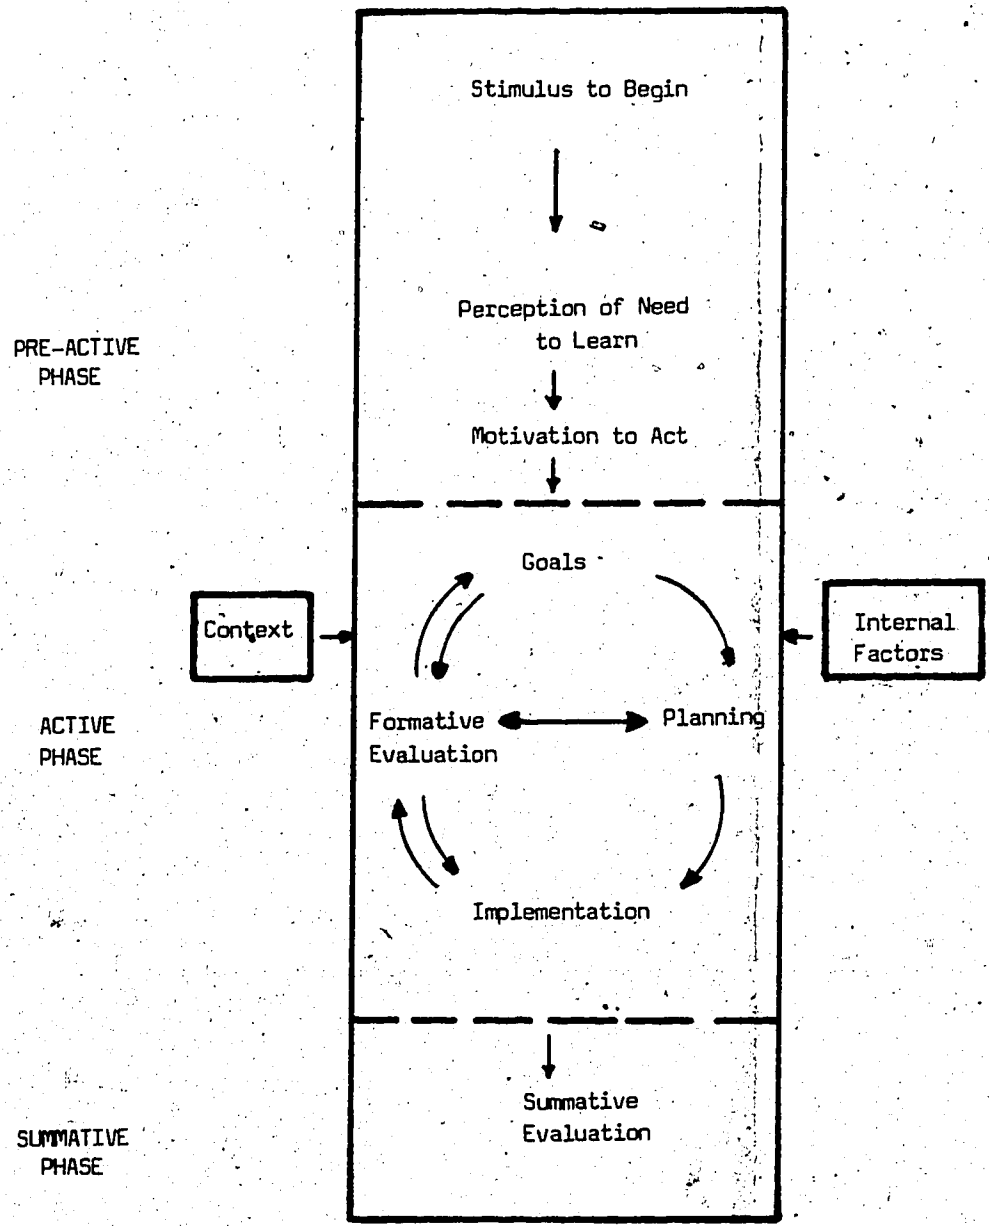 Stimulus to Begin
Perception of Need
to Learn
PRE-ACTIVE
PHASE
Motivation to Act
Goals
Context
Internal
Factors
ACTIVE
PHASE
Formative
Evaluation
Planning
Implementation
Summative
Evaluation
SUMMATIVE
PHASE